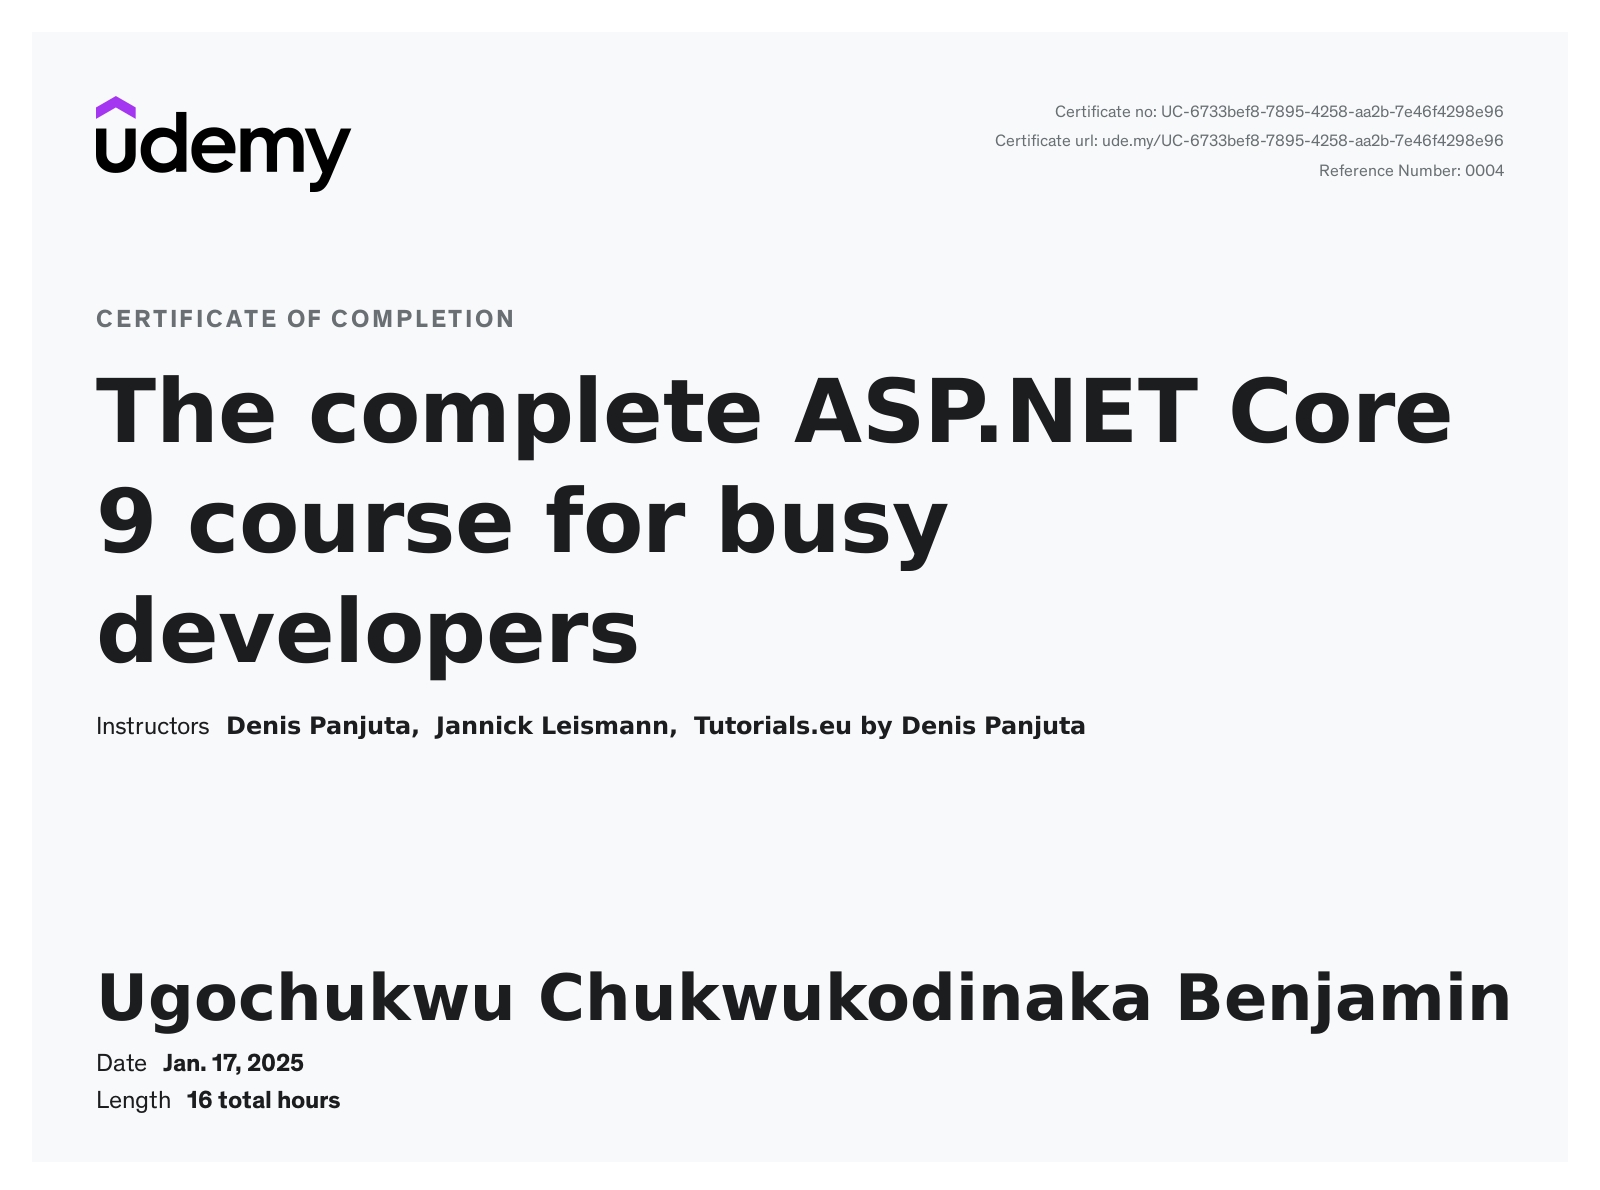 udemy
Certificate no: UC-6733bef8-7895-4258-aa2b-7e46f4298e96
Certificate url: ude.my/UC-6733bef8-7895-4258-aa2b-7e46f4298e96
Reference Number: 0004
CERTIFICATE OF COMPLETION
The complete ASP.NET Core
9 course for busy
developers
Instructors Denis Panjuta, Jannick Leismann, Tutorials.eu by Denis Panjuta
Ugochukwu Chukwukodinaka Benjamin
Date Jan. 17, 2025
Length 16 total hours